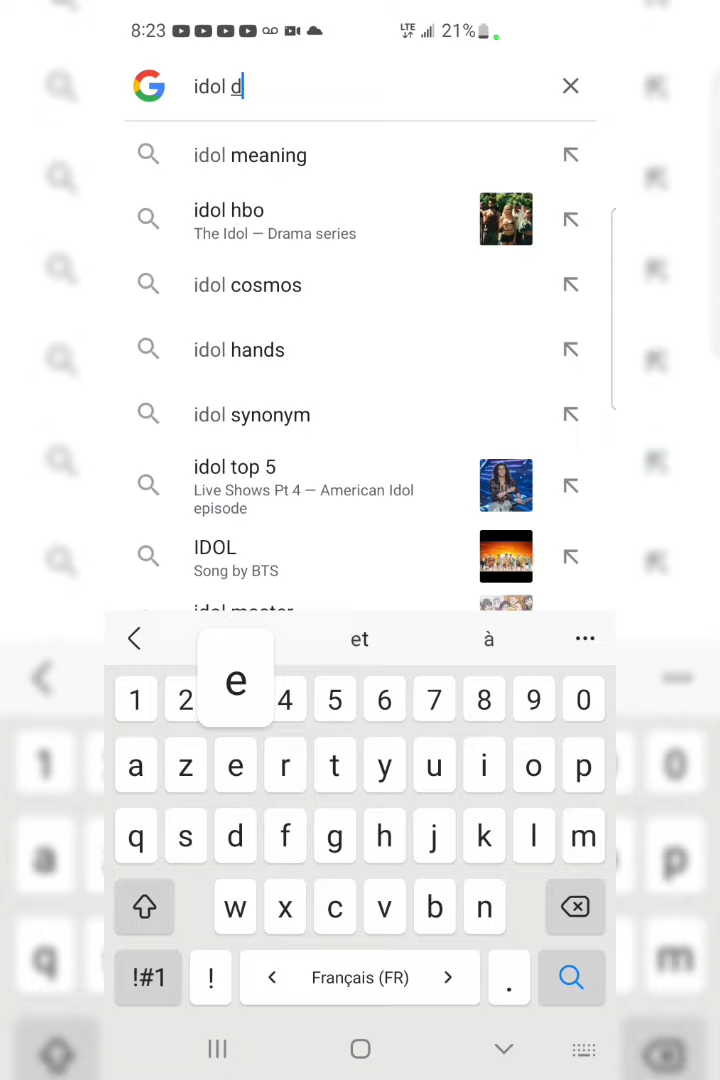 8:23 LTE 21%
idol d
idol meaning
idol hbo
The Idol — Drama series
idol cosmos
idol hands
idol synonym
idol top 5
Live Shows Pt 4 — American Idol
episode
IDOL
Song by BTS
idol master
et à ...
e
1 2 4 5 6 7 8 9 0
a z e r t y u i o p
q s d f g h j k l m
w x c v b n
!#1 ! < Français (FR) > .